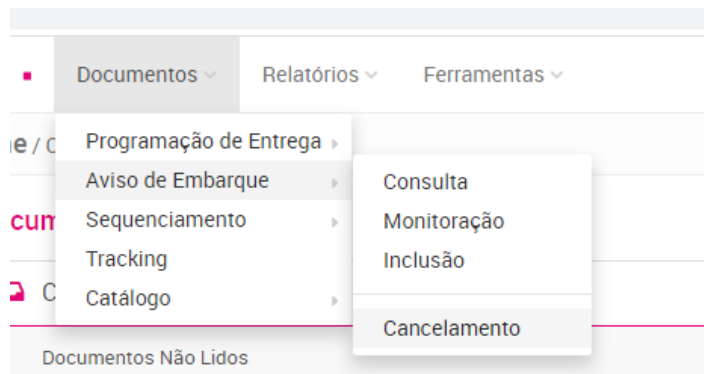 Documentos
Relatórios
Ferramentas
Programação de Entrega
Aviso de Embarque
Sequenciamento
Tracking
Catálogo
Consulta
Monitoração
Inclusão
Cancelamento
Documentos Não Lidos